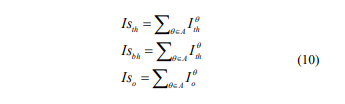 Is_{th} = ∑_{θ∈A} I_{th}^{θ}
Is_{bh} = ∑_{θ∈A} I_{th}^{θ}
(10)
Is_{o} = ∑_{θ∈A} I_{o}^{θ}